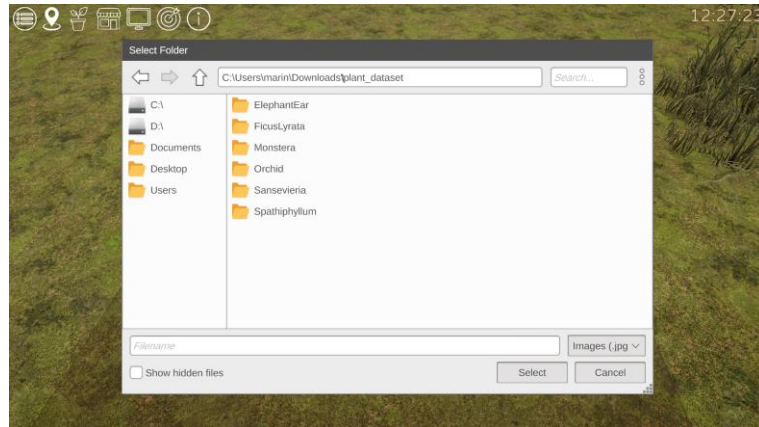 12:27:23
Select Folder
C:\Users\marin\Downloads\plant_dataset
Search...
C:\
D:\
Documents
Desktop
Users
ElephantEar
FicusLyrata
Monstera
Orchid
Sansevieria
Spathiphyllum
Filename
Images (.jpg
Show hidden files
Select
Cancel